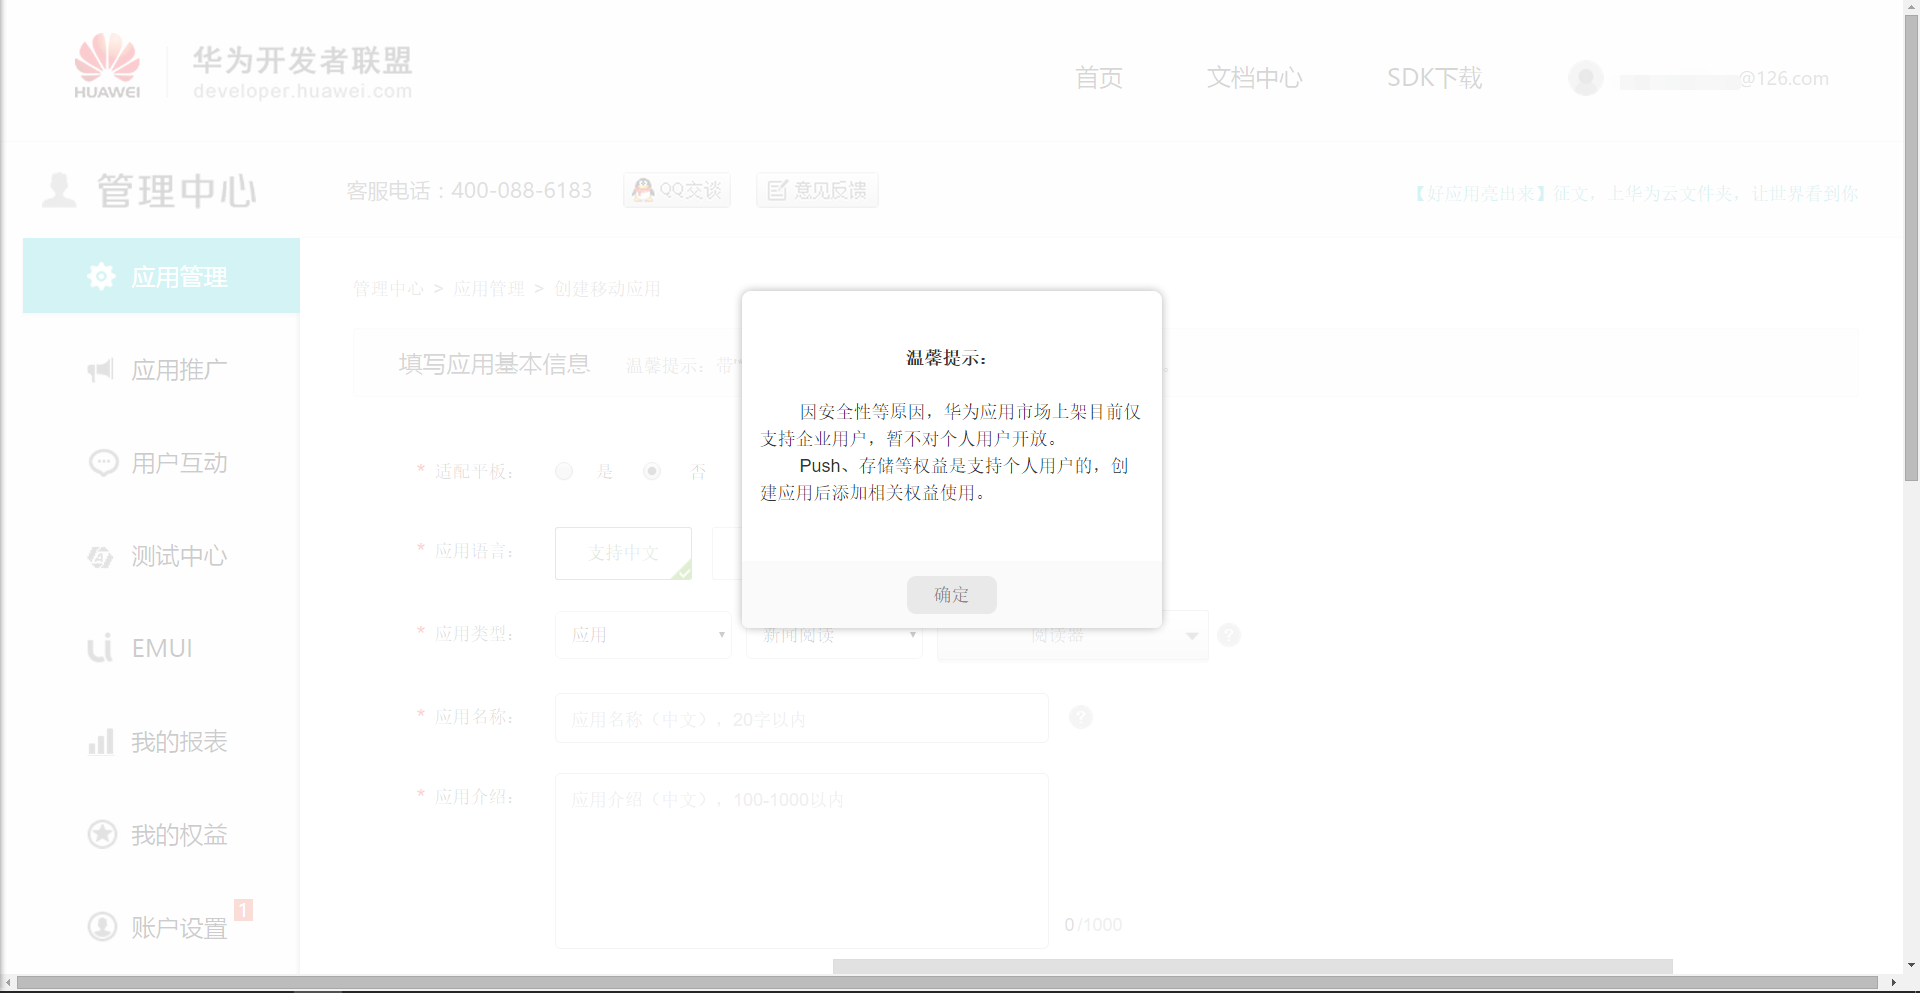 HUAWEI
华为开发者联盟
developer.huawei.com
首页
文档中心
SDK下载
@126.com
管理中心
客服电话：400-088-6183
QQ交谈
意见反馈
【好应用亮出来】征文，上华为云文件夹，让世界看到你
应用管理
应用推广
用户互动
测试中心
EMUI
我的报表
我的权益
账户设置
1
管理中心 > 应用管理 > 创建移动应用
填写应用基本信息
温馨提示：带"
温馨提示：
因安全性等原因，华为应用市场上架目前仅
支持企业用户，暂不对个人用户开放。
Push、存储等权益是支持个人用户的，创
建应用后添加相关权益使用。
确定
* 适配平板： 是 否
* 应用语言： 支持中文
* 应用类型： 应用 新闻阅读 阅读器
* 应用名称： 应用名称（中文），20字以内
* 应用介绍： 应用介绍（中文），100-1000以内
0/1000